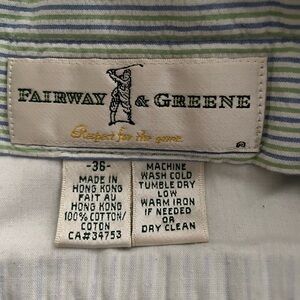 FAIRWAY & GREENE
Respect for the game.
®
-36-
MADE IN
HONG KONG
FAIT AU
HONG KONG
100% COTTON/
COTON
CA#34753
MACHINE
WASH COLD
TUMBLE DRY
LOW
WARM IRON
IF NEEDED
OR
DRY CLEAN